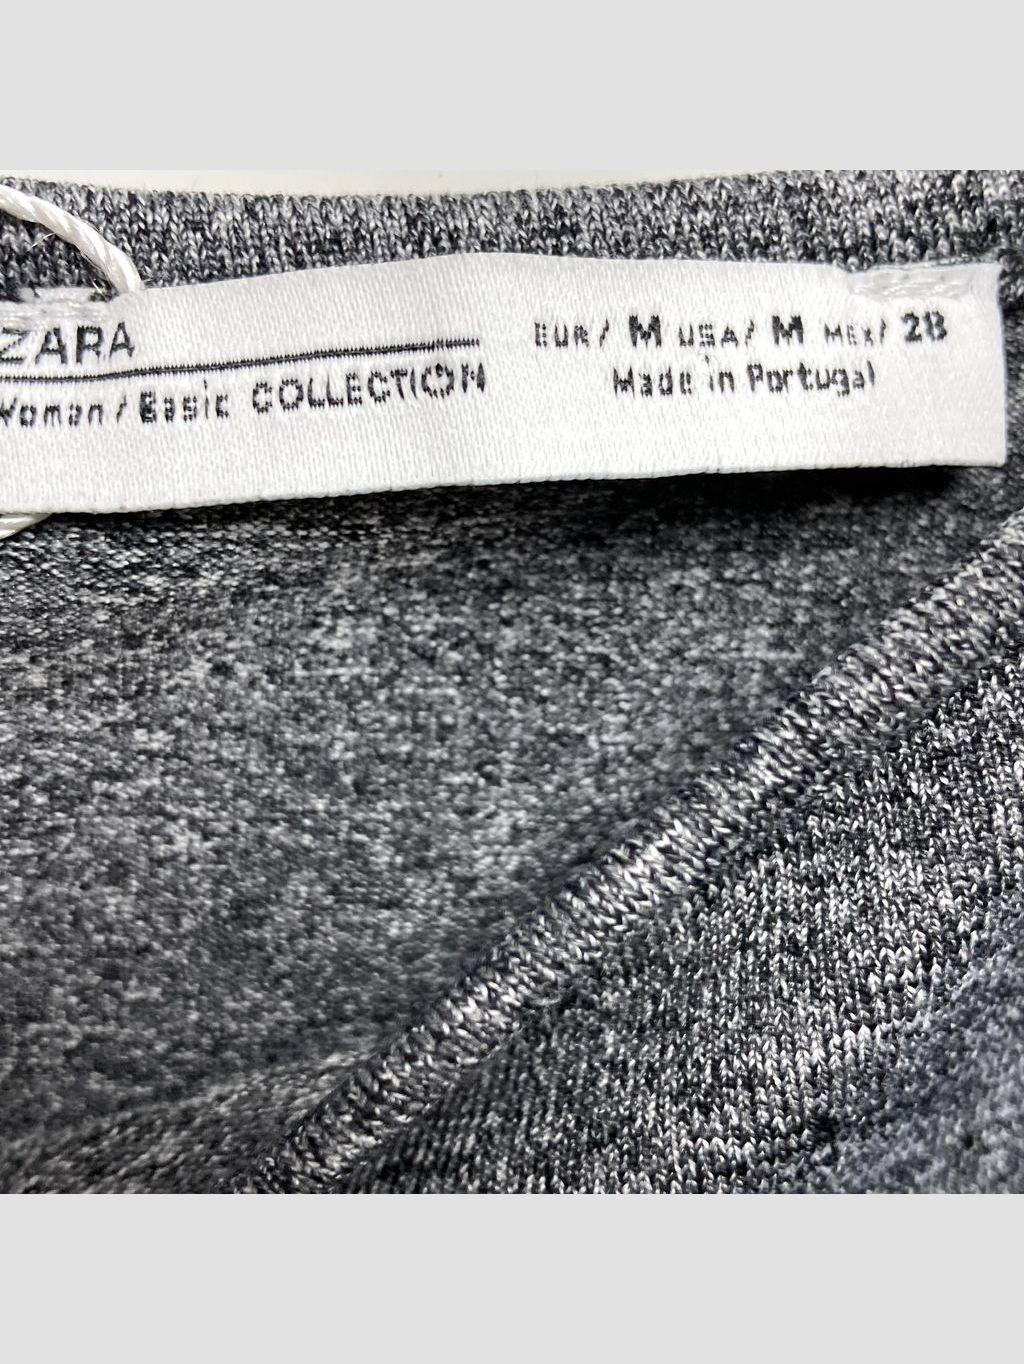 ZARA
Woman / Basic COLLECTION
EUR/ M USA/ M MEX/ 28
Made in Portugal